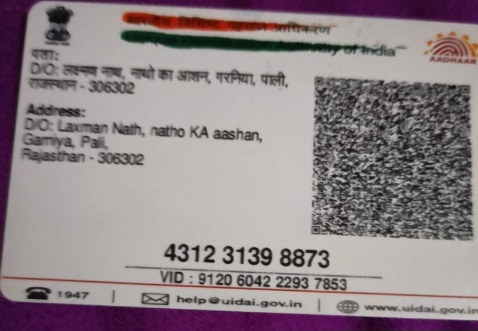 भारतीय विशिष्ट पहचान प्राधिकरण
Authority of India
AADHAAR
पता:
D/O: लक्ष्मण नाथ, नाथो का आशन, गरनिया, पाली,
राजस्थान - 306302
Address:
D/O: Laxman Nath, natho KA aashan,
Garniya, Pali,
Rajasthan - 306302
4312 3139 8873
VID : 9120 6042 2293 7853
1947 | help@uidai.gov.in | www.uidai.gov.in